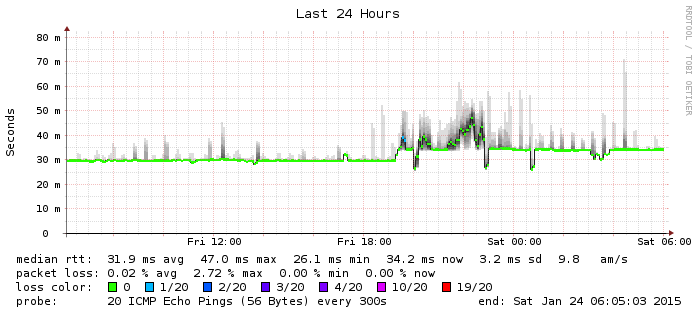 Last 24 Hours
RRDTOOL / TOBI OETIKER
Seconds
80 m
70 m
60 m
50 m
40 m
30 m
20 m
10 m
0
Fri 12:00 Fri 18:00 Sat 00:00 Sat 06:00
median rtt: 31.9 ms avg 47.0 ms max 26.1 ms min 34.2 ms now 3.2 ms sd 9.8 am/s
packet loss: 0.02 % avg 2.72 % max 0.00 % min 0.00 % now
loss color: 0 1/20 2/20 3/20 4/20 10/20 19/20
probe: 20 ICMP Echo Pings (56 Bytes) every 300s end: Sat Jan 24 06:05:03 2015